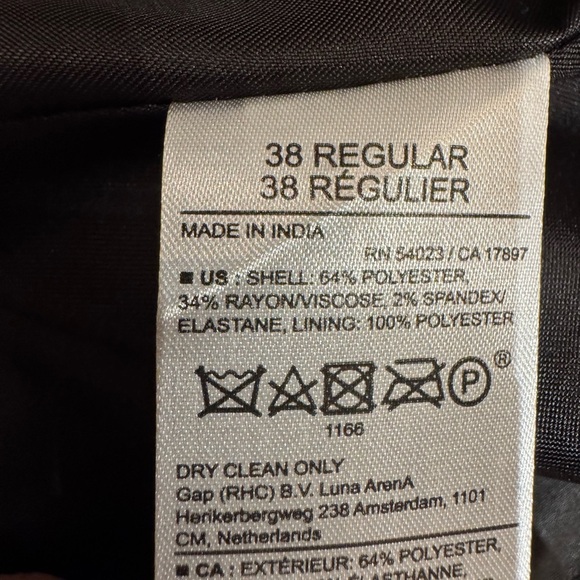 38 REGULAR
38 RÉGULIER
MADE IN INDIA
RN 54023 / CA 17897
■ US : SHELL: 64% POLYESTER,
34% RAYON/VISCOSE, 2% SPANDEX/
ELASTANE, LINING: 100% POLYESTER
P ®
1166
DRY CLEAN ONLY
Gap (RHC) B.V. Luna ArenA
Herikerbergweg 238 Amsterdam, 1101
CM, Netherlands
■ CA : EXTÉRIEUR: 64% POLYESTER,